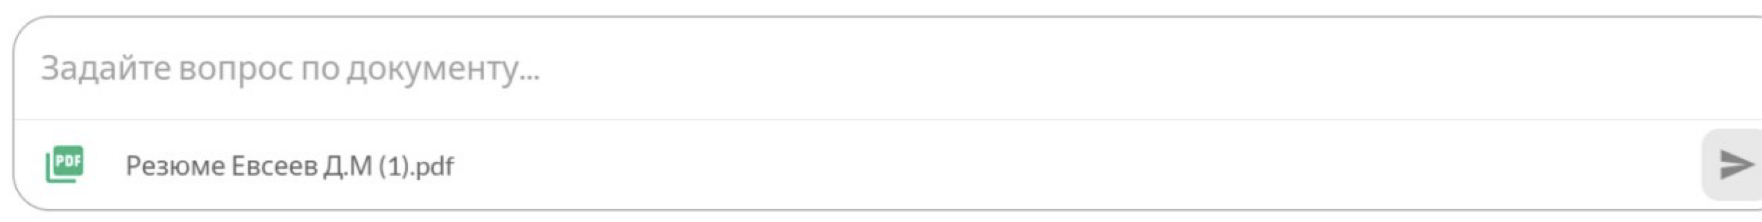 Задайте вопрос по документу...
PDF
Резюме Евсеев Д.М (1).pdf